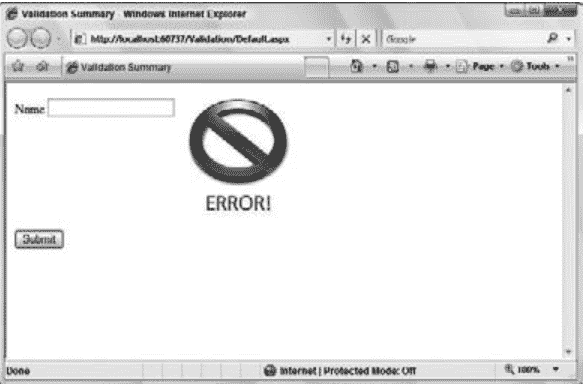 Validation Summary - Windows Internet Explorer
http://localhost:60737/Validation/Default.aspx
Google
Validation Summary
Page
Tools
Name
ERROR!
Submit
Done
Internet | Protected Mode: Off
100%